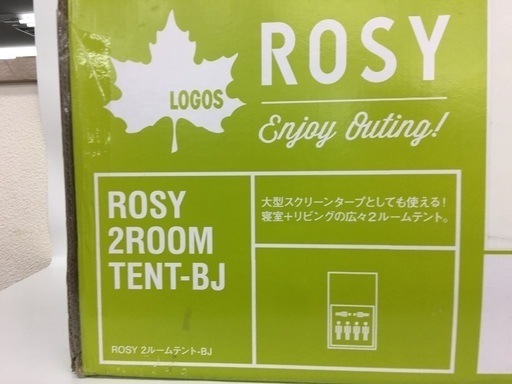 LOGOS
ROSY
Enjoy Outing!
ROSY
2ROOM
TENT-BJ
ROSY 2ルームテント-BJ
大型スクリーンタープとしても使える!
寝室+リビングの広々2ルームテント。